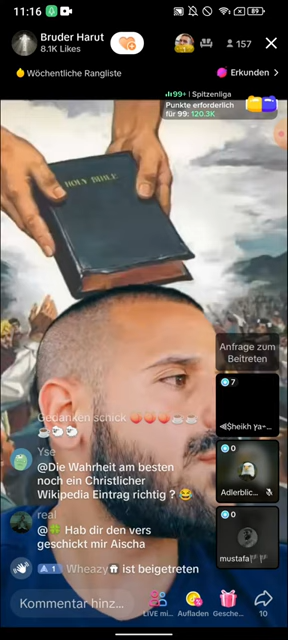 11:16
89
Bruder Harut
8.1K Likes
157
Wöchentliche Rangliste
Erkunden >
99+ | Spitzenliga
Punkte erforderlich
für 99: 120.3K
HOLY BIBLE
Anfrage zum
Beitreten
7
0
Adlerblic...
0
mustafa
Gedanken schick
Yse
@Die Wahrheit am besten
noch ein Christlicher
Wikipedia Eintrag richtig ? 😂
real
@🍀 Hab dir den vers
geschickt mir Aischa
1 Wheazy ist beigetreten
Kommentar hinz...
LIVE mi...
Aufladen
Gesche...
10